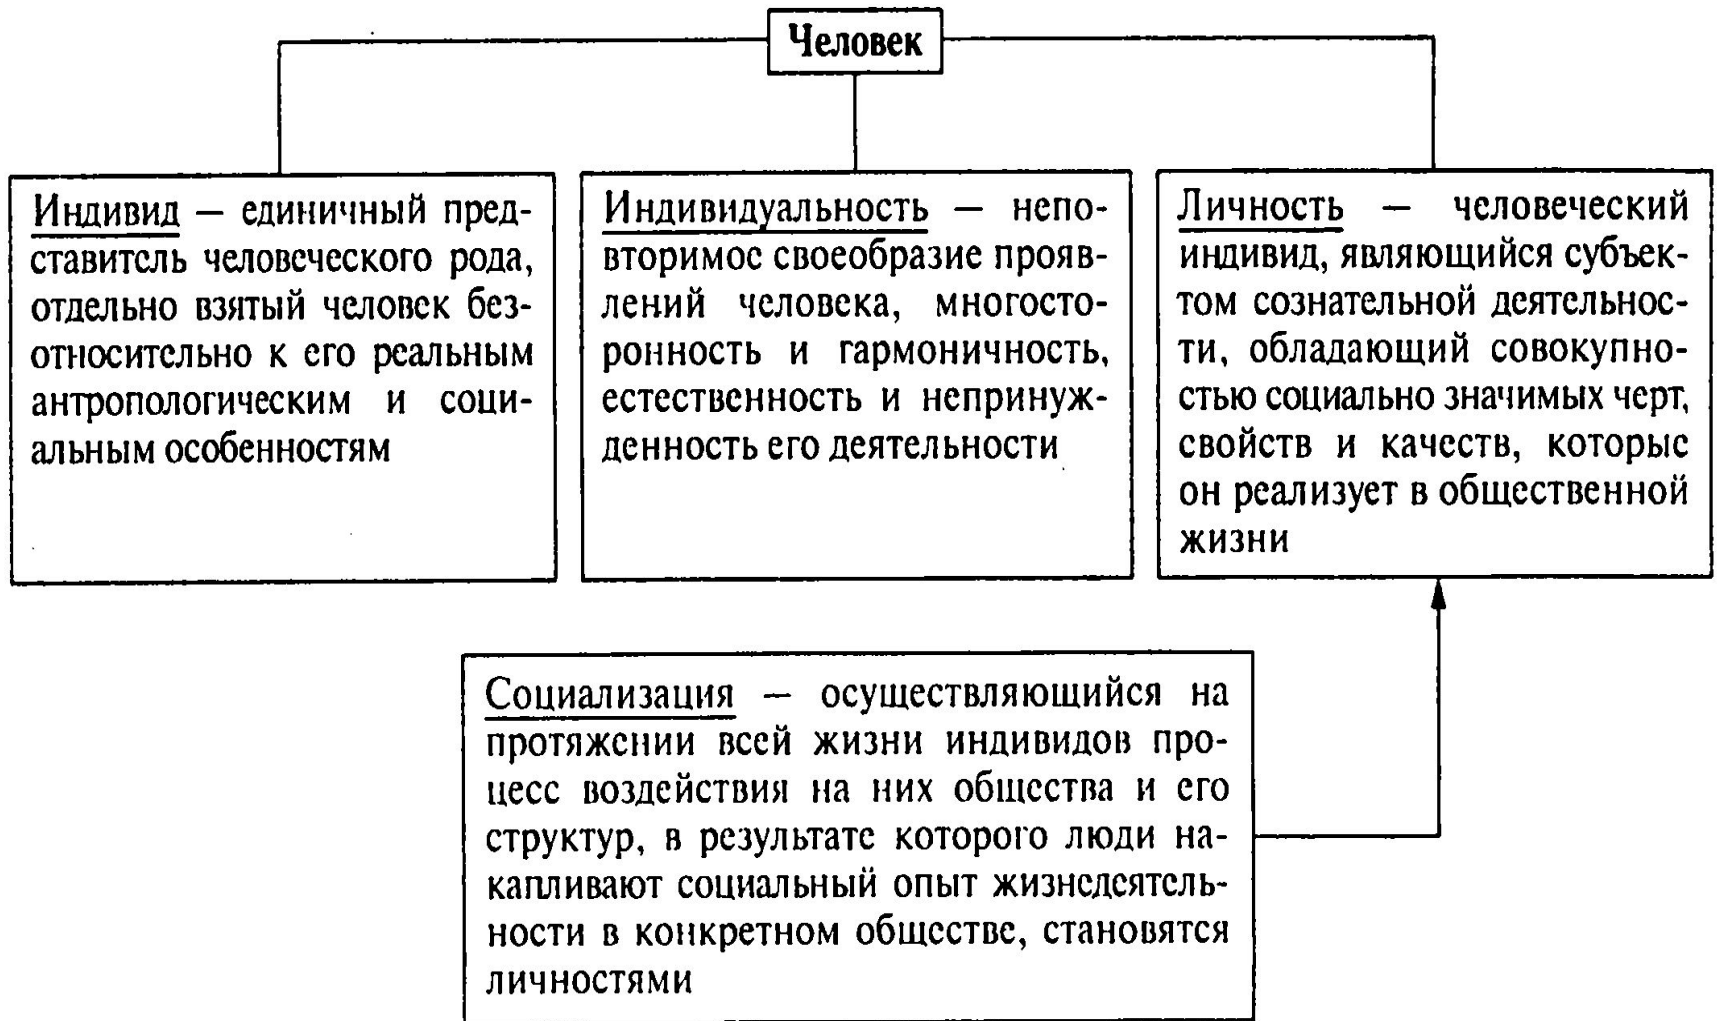 Человек
Индивид — единичный пред-
ставитель человеческого рода,
отдельно взятый человек без-
относительно к его реальным
антропологическим и соци-
альным особенностям
Индивидуальность — непо-
вторимое своеобразие прояв-
лений человека, многосто-
ронность и гармоничность,
естественность и непринуж-
денность его деятельности
Личность — человеческий
индивид, являющийся субъек-
том сознательной деятельнос-
ти, обладающий совокупно-
стью социально значимых черт,
свойств и качеств, которые
он реализует в общественной
жизни
Социализация — осуществляющийся на
протяжении всей жизни индивидов про-
цесс воздействия на них общества и его
структур, в результате которого люди на-
капливают социальный опыт жизнедеятель-
ности в конкретном обществе, становятся
личностями